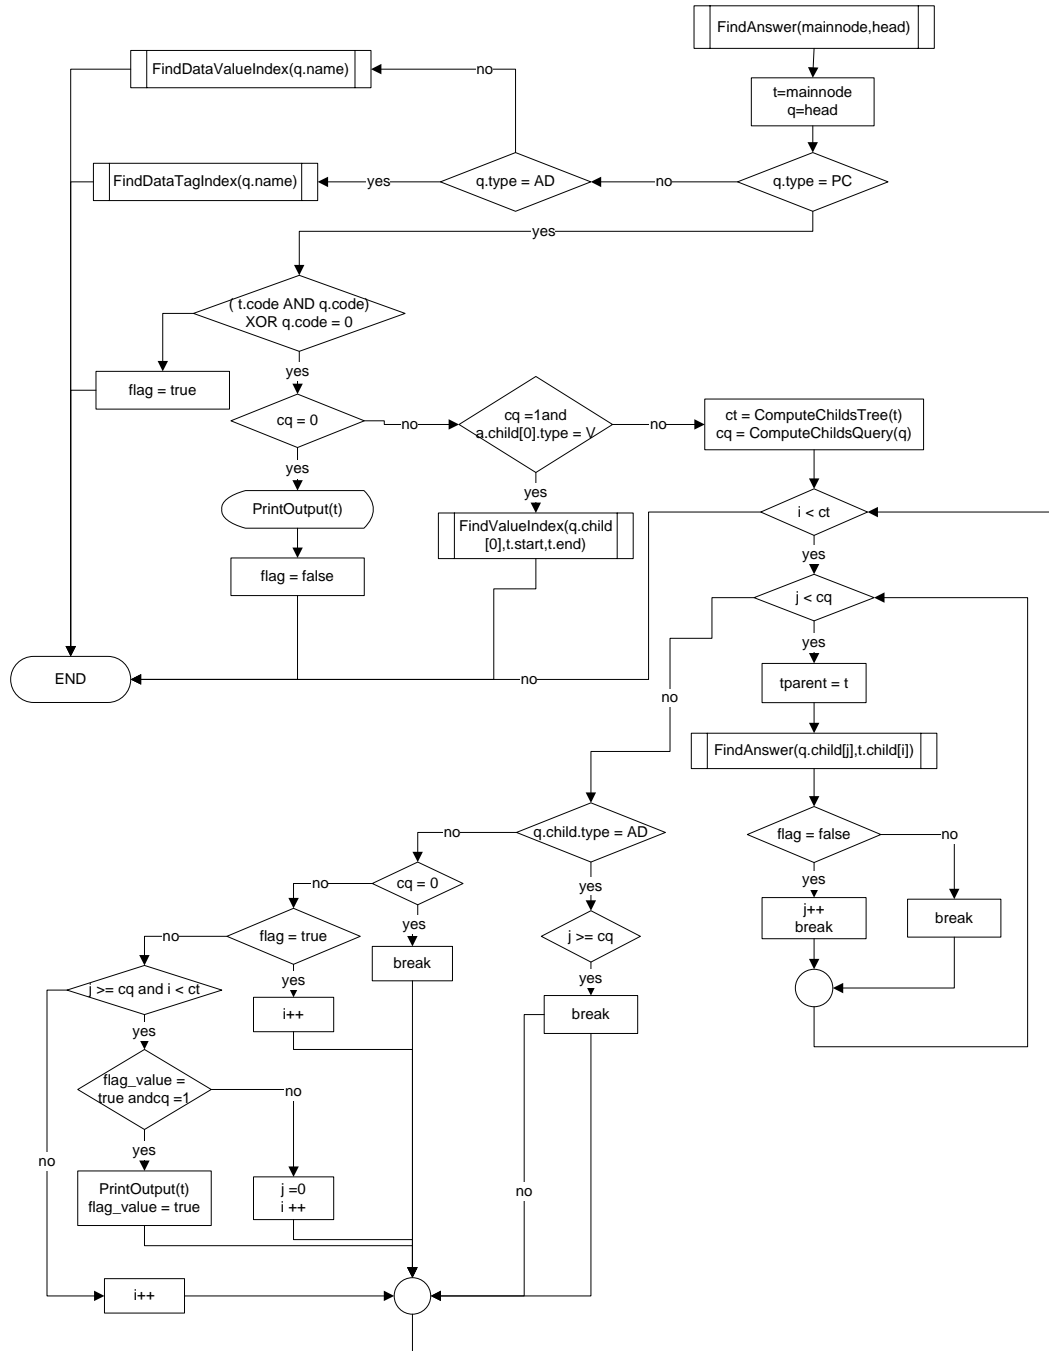 FindAnswer(mainnode,head)
FindDataValueIndex(q.name)
no
t=mainnode
q=head
FindDataTagIndex(q.name)
yes
q.type = AD
no
q.type = PC
yes
( t.code AND q.code)
XOR q.code = 0
flag = true
yes
cq = 0
no
cq =1and
a.child[0].type = V
no
ct = ComputeChildsTree(t)
cq = ComputeChildsQuery(q)
yes
yes
PrintOutput(t)
FindValueIndex(q.child
[0],t.start,t.end)
i < ct
yes
flag = false
j < cq
yes
END
no
tparent = t
no
FindAnswer(q.child[j],t.child[i])
no
q.child.type = AD
flag = false
no
cq = 0
no
yes
yes
j++
break
break
yes
flag = true
no
j >= cq
break
yes
yes
j >= cq and i < ct
i++
break
yes
flag_value =
true andcq =1
no
yes
no
PrintOutput(t)
flag_value = true
j =0
i ++
no
i++